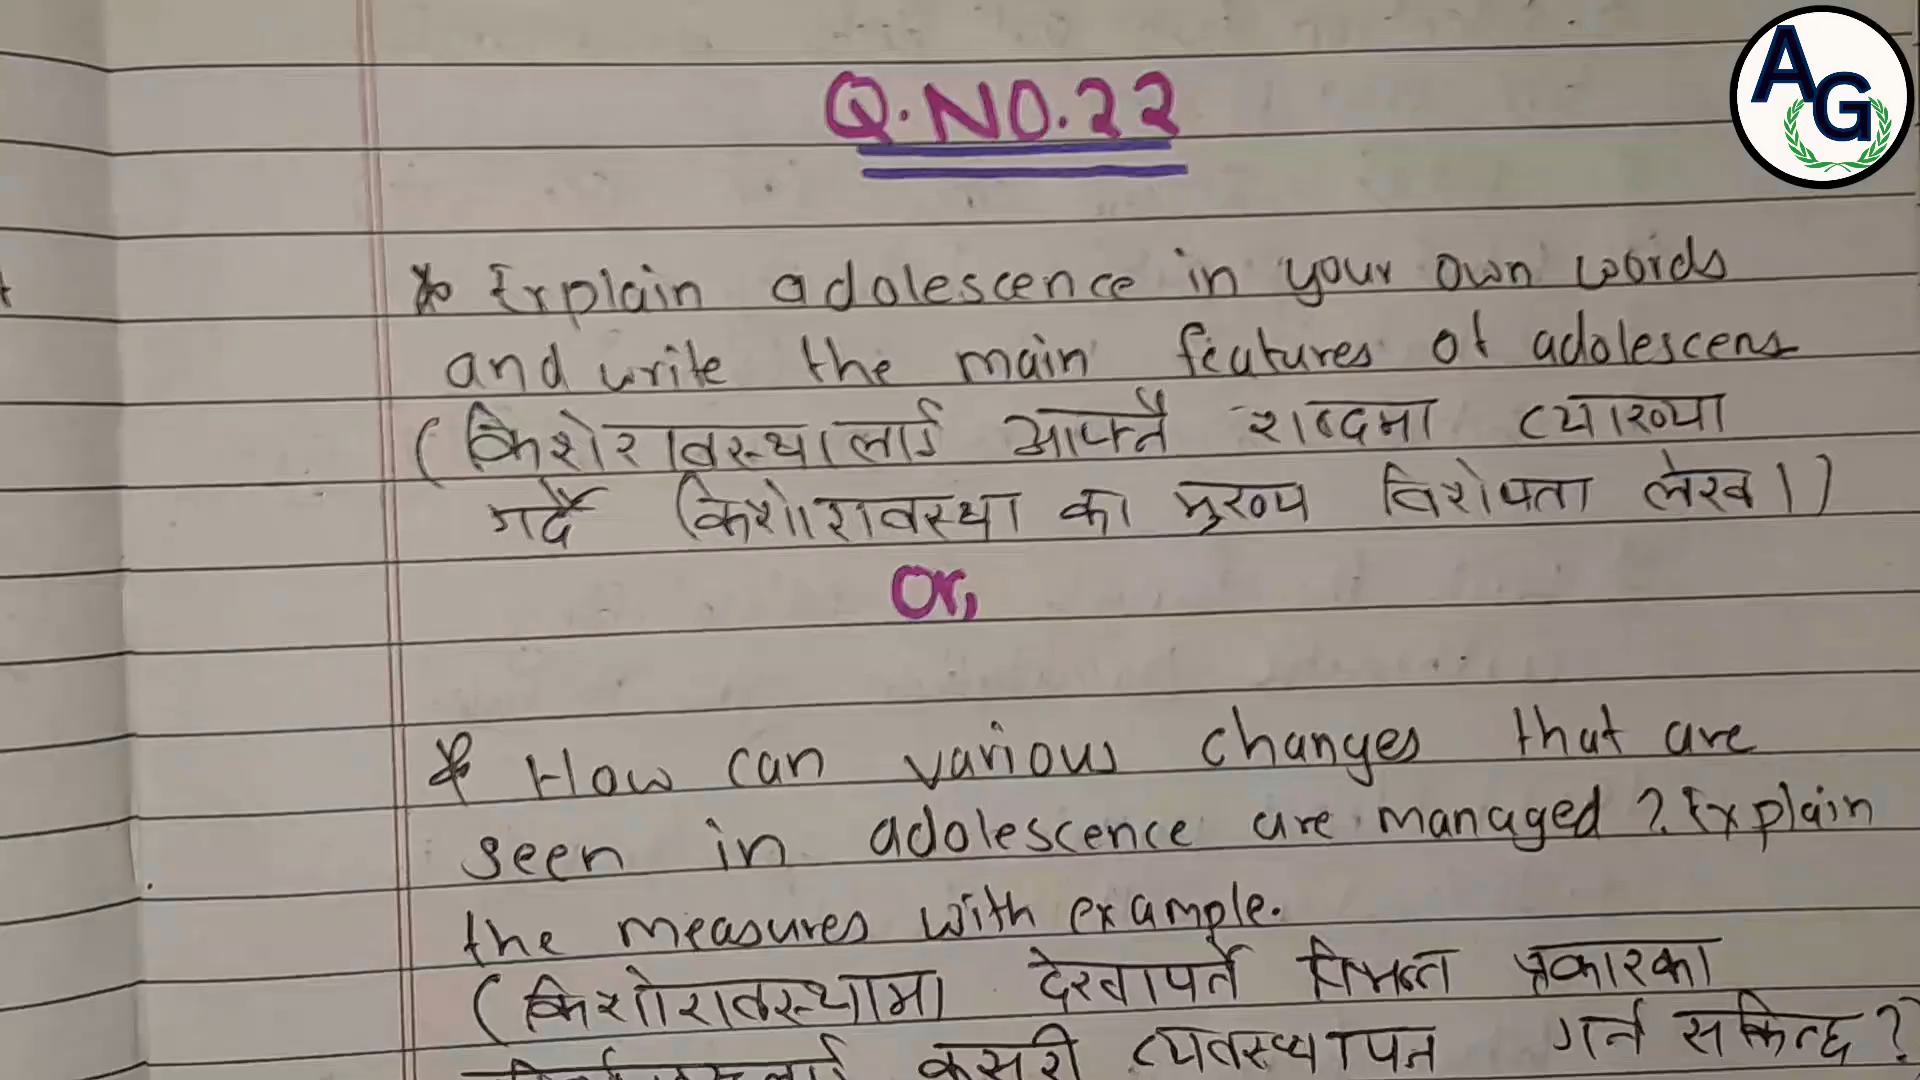 AG
Q.NO.22
* Explain adolescence in your own words
and write the main features of adolescens
(किशेरावस्थालाई आफ्नै शब्दमा व्याख्या
गर्दै किशोरावस्था का मुख्य विशेषता लेख।)
Or,
* How can various changes that are
seen in adolescence are managed? Explain
the measures with example.
(किशोरावस्थामा देखापर्ने विभिन्न प्रकारका
कसरी व्यवस्थापन गर्न सकिन्छ?